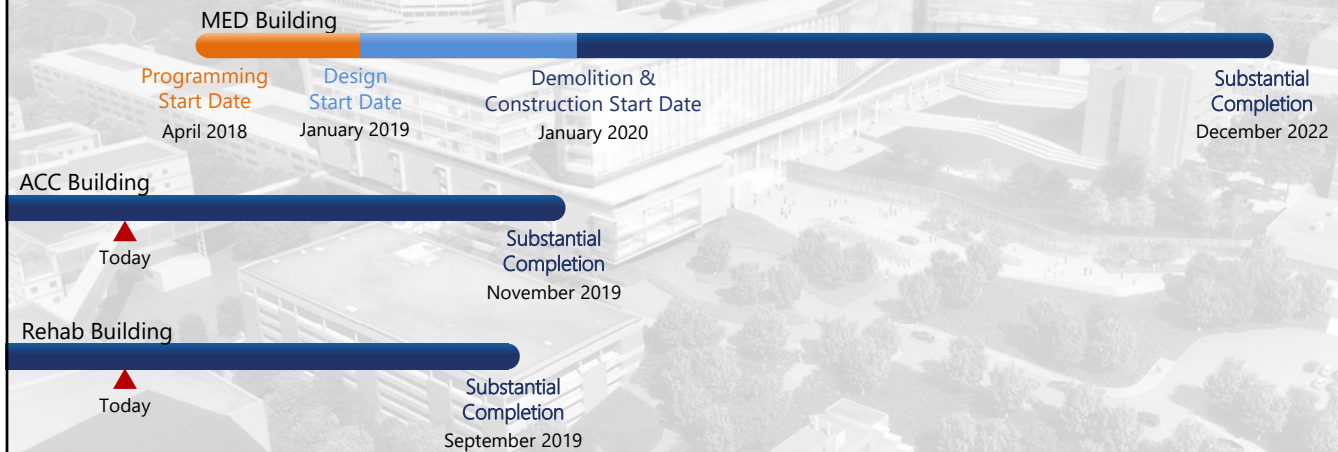 MED Building
Programming
Start Date
April 2018
Design
Start Date
January 2019
Demolition &
Construction Start Date
January 2020
Substantial
Completion
December 2022
ACC Building
Today
Substantial
Completion
November 2019
Rehab Building
Today
Substantial
Completion
September 2019